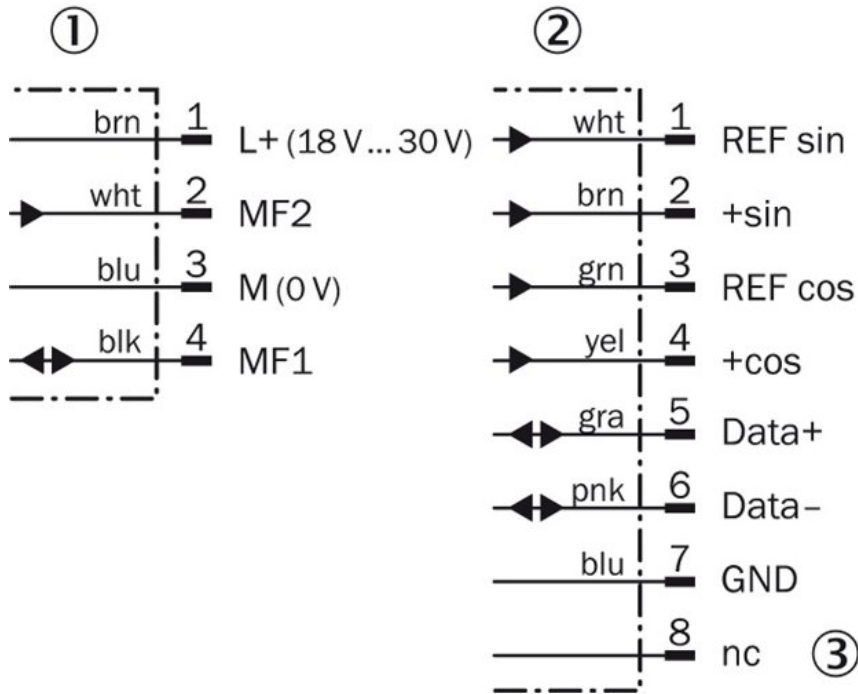 ①
brn 1 L+ (18 V... 30 V)
wht 2 MF2
blu 3 M (0 V)
blk 4 MF1
②
wht 1 REF sin
brn 2 +sin
grn 3 REF cos
yel 4 +cos
gra 5 Data+
pnk 6 Data–
blu 7 GND
8 nc ③